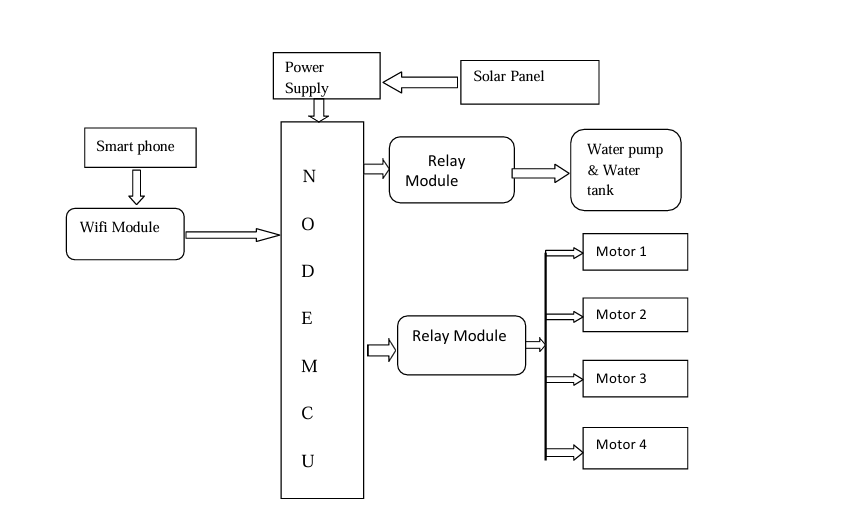 Power
Supply
Solar Panel
Smart phone
Wifi Module
N
O
D
E
M
C
U
Relay
Module
Water pump
& Water
tank
Relay Module
Motor 1
Motor 2
Motor 3
Motor 4